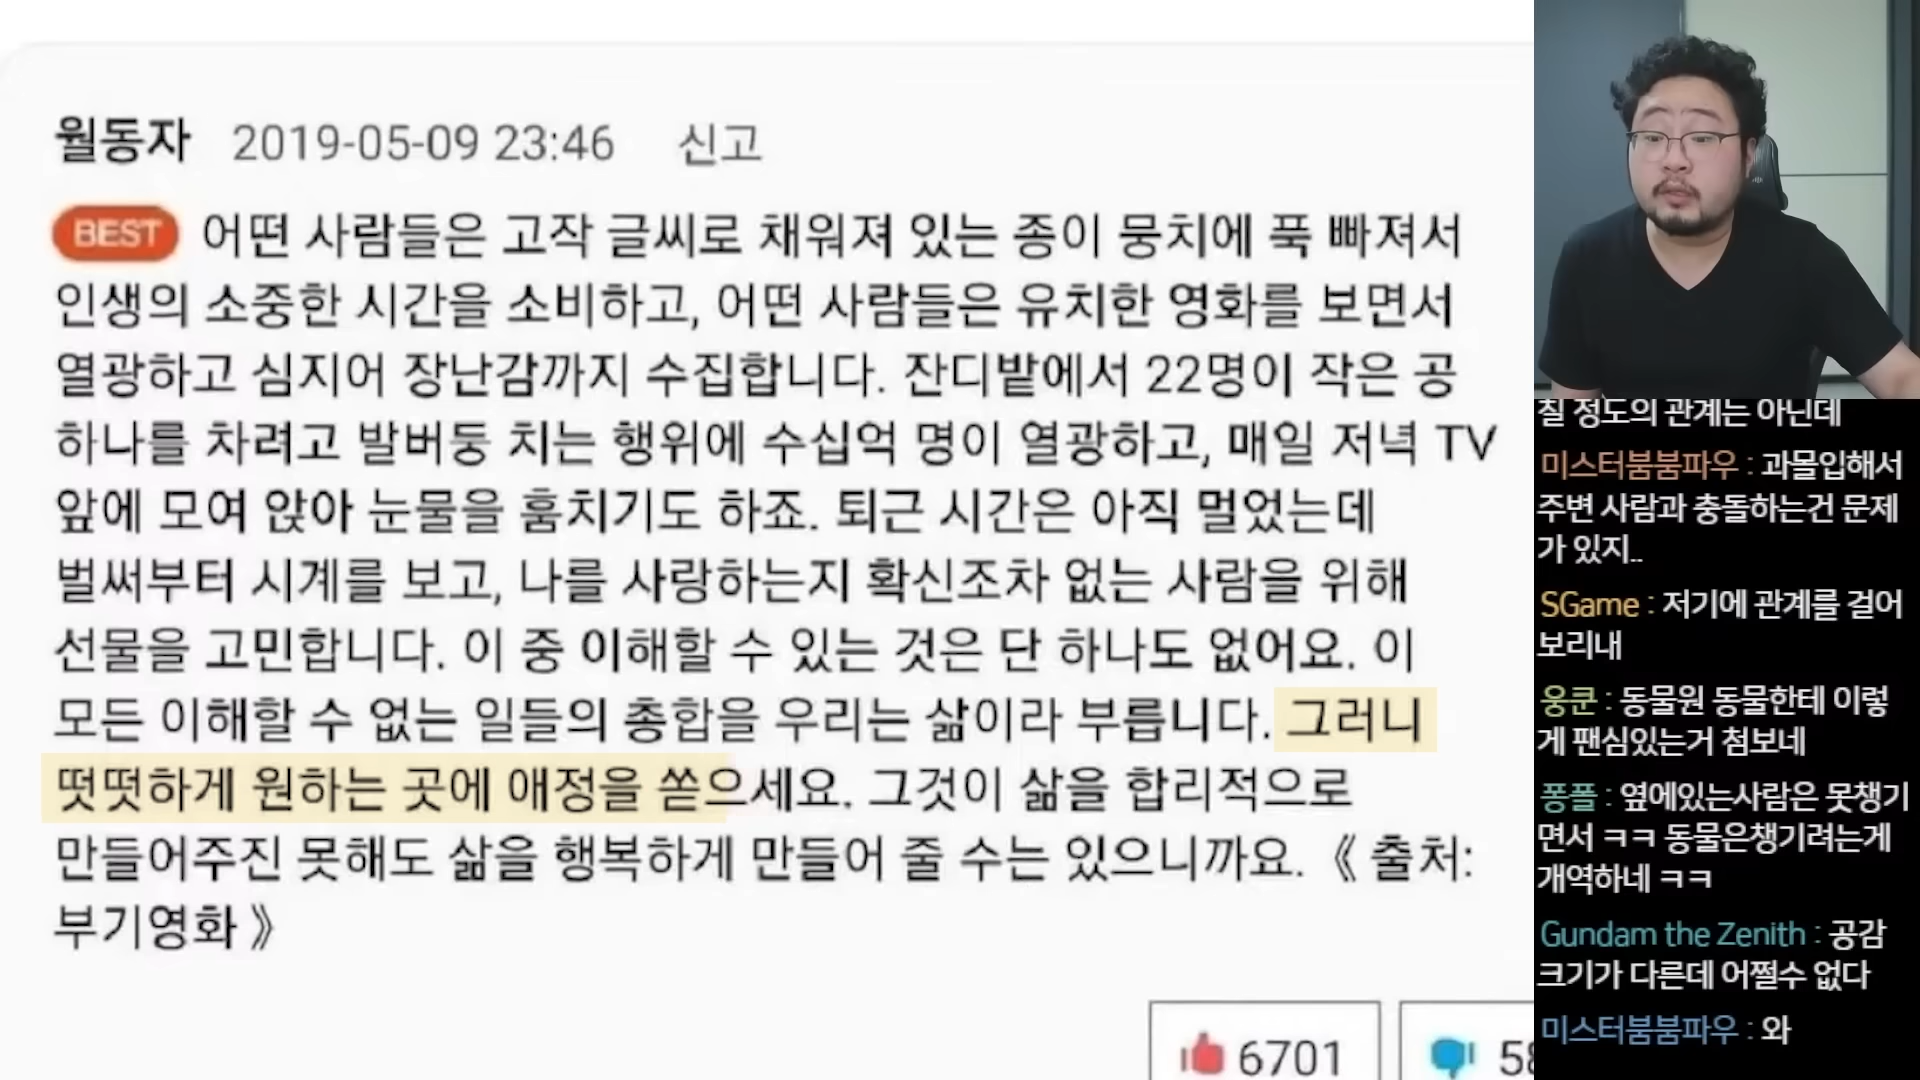 월동자 2019-05-09 23:46 신고
BEST 어떤 사람들은 고작 글씨로 채워져 있는 종이 뭉치에 푹 빠져서
인생의 소중한 시간을 소비하고, 어떤 사람들은 유치한 영화를 보면서
열광하고 심지어 장난감까지 수집합니다. 잔디밭에서 22명이 작은 공
하나를 차려고 발버둥 치는 행위에 수십억 명이 열광하고, 매일 저녁 TV
앞에 모여 앉아 눈물을 훔치기도 하죠. 퇴근 시간은 아직 멀었는데
벌써부터 시계를 보고, 나를 사랑하는지 확신조차 없는 사람을 위해
선물을 고민합니다. 이 중 이해할 수 있는 것은 단 하나도 없어요. 이
모든 이해할 수 없는 일들의 총합을 우리는 삶이라 부릅니다. 그러니
떳떳하게 원하는 곳에 애정을 쏟으세요. 그것이 삶을 합리적으로
만들어주진 못해도 삶을 행복하게 만들어 줄 수는 있으니까요. 《 출처:
부기영화 》
6701
칠 정도의 관계는 아닌데
미스터붐붐파우 : 과몰입해서
주변 사람과 충돌하는건 문제
가 있지..
SGame : 저기에 관계를 걸어
보리내
웅쿤 : 동물원 동물한테 이렇
게 팬심있는거 첨보네
퐁플 : 옆에있는사람은 못챙기
면서 ㅋㅋ 동물은챙기려는게
개역하네 ㅋㅋ
Gundam the Zenith : 공감
크기가 다른데 어쩔수 없다
미스터붐붐파우 : 와